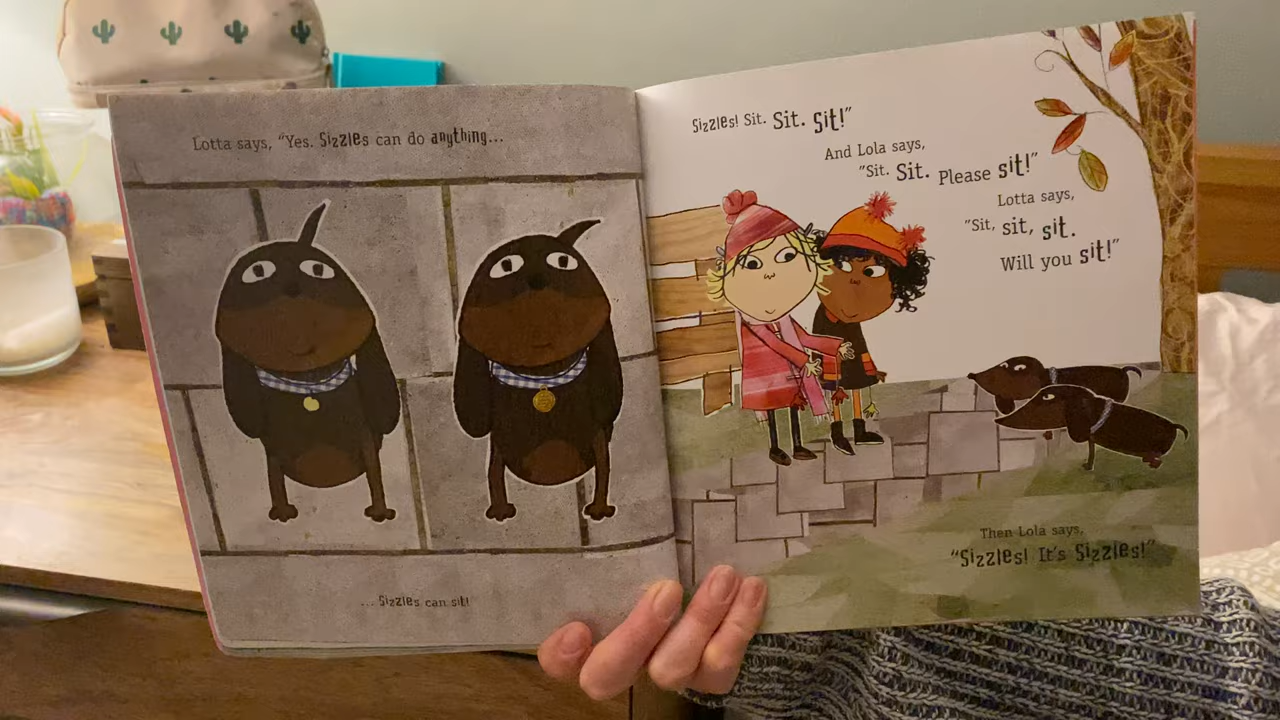 Lotta says, "Yes. Sizzles can do anything...
... Sizzles can sit!
Sizzles! Sit. Sit. Sit!"
And Lola says,
"Sit. Sit. Please sit!"
Lotta says,
"Sit, sit, sit.
Will you sit!"
Then Lola says,
"Sizzles! It's Sizzles!"